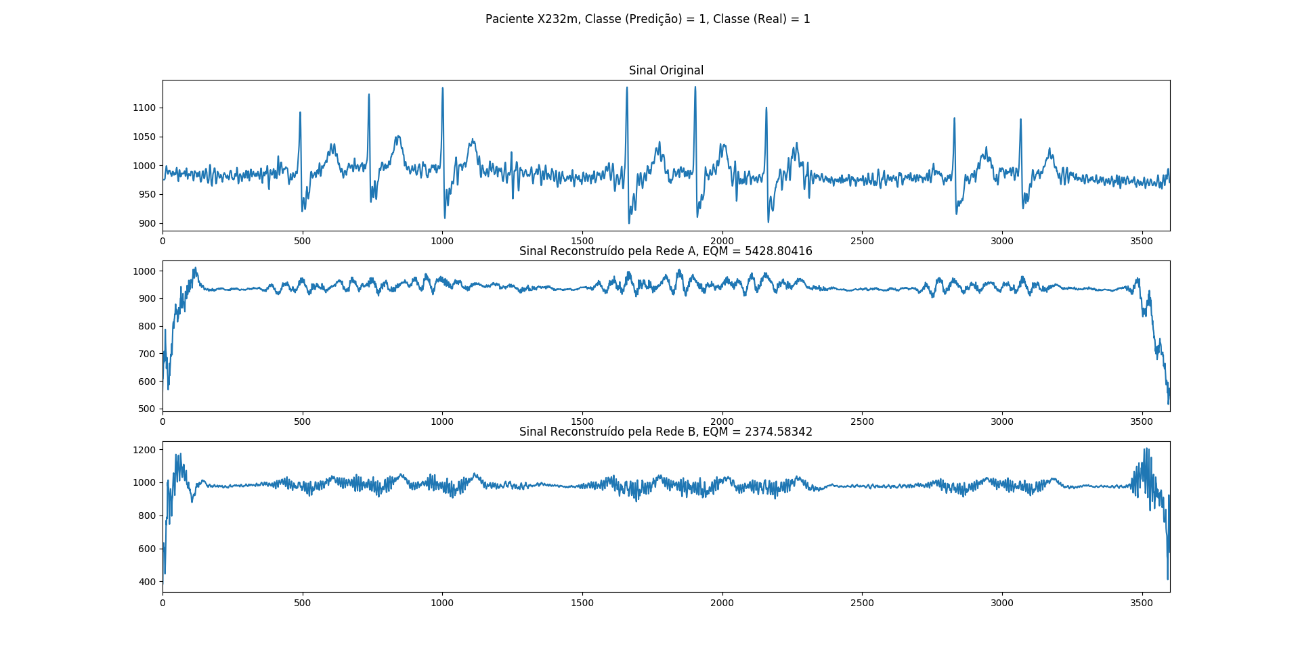 Paciente X232m, Classe (Predição) = 1, Classe (Real) = 1
Sinal Original
1100
1050
1000
950
900
0 500 1000 1500 2000 2500 3000 3500
Sinal Reconstruído pela Rede A, EQM = 5428.80416
1000
900
800
700
600
500
0 500 1000 1500 2000 2500 3000 3500
Sinal Reconstruído pela Rede B, EQM = 2374.58342
1200
1000
800
600
400
0 500 1000 1500 2000 2500 3000 3500